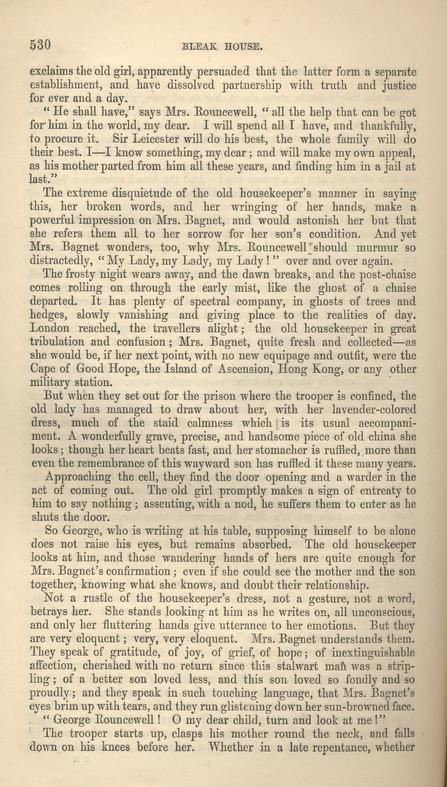 530
BLEAK HOUSE.
exclaims the old girl, apparently persuaded that the latter form a separate
establishment, and have dissolved partnership with truth and justice
for ever and a day.
“ He shall have,” says Mrs. Rouncewell, “ all the help that can be got
for him in the world, my dear. I will spend all I have, and thankfully,
to procure it. Sir Leicester will do his best, the whole family will do
their best. I—I know something, my dear ; and will make my own appeal,
as his mother parted from him all these years, and finding him in a jail at
last.”
The extreme disquietude of the old housekeeper’s manner in saying
this, her broken words, and her wringing of her hands, make a
powerful impression on Mrs. Bagnet, and would astonish her but that
she refers them all to her sorrow for her son’s condition. And yet
Mrs. Bagnet wonders, too, why Mrs. Rouncewell should murmur so
distractedly, “ My Lady, my Lady, my Lady ! ” over and over again.
The frosty night wears away, and the dawn breaks, and the post-chaise
comes rolling on through the early mist, like the ghost of a chaise
departed. It has plenty of spectral company, in ghosts of trees and
hedges, slowly vanishing and giving place to the realities of day.
London reached, the travellers alight ; the old housekeeper in great
tribulation and confusion ; Mrs. Bagnet, quite fresh and collected—as
she would be, if her next point, with no new equipage and outfit, were the
Cape of Good Hope, the Island of Ascension, Hong Kong, or any other
military station.
But when they set out for the prison where the trooper is confined, the
old lady has managed to draw about her, with her lavender-colored
dress, much of the staid calmness which is its usual accompani-
ment. A wonderfully grave, precise, and handsome piece of old china she
looks ; though her heart beats fast, and her stomacher is ruffled, more than
even the remembrance of this wayward son has ruffled it these many years.
Approaching the cell, they find the door opening and a warder in the
act of coming out. The old girl promptly makes a sign of entreaty to
him to say nothing ; assenting, with a nod, he suffers them to enter as he
shuts the door.
So George, who is writing at his table, supposing himself to be alone
does not raise his eyes, but remains absorbed. The old housekeeper
looks at him, and those wandering hands of hers are quite enough for
Mrs. Bagnet’s confirmation ; even if she could see the mother and the son
together, knowing what she knows, and doubt their relationship.
Not a rustle of the housekeeper’s dress, not a gesture, not a word,
betrays her. She stands looking at him as he writes on, all unconscious,
and only her fluttering hands give utterance to her emotions. But they
are very eloquent ; very, very eloquent. Mrs. Bagnet understands them.
They speak of gratitude, of joy, of grief, of hope ; of inextinguishable
affection, cherished with no return since this stalwart man was a strip-
ling ; of a better son loved less, and this son loved so fondly and so
proudly ; and they speak in such touching language, that Mrs. Bagnet’s
eyes brim up with tears, and they run glistening down her sun-browned face.
“ George Rouncewell ! O my dear child, turn and look at me ! ”
The trooper starts up, clasps his mother round the neck, and falls
down on his knees before her. Whether in a late repentance, whether